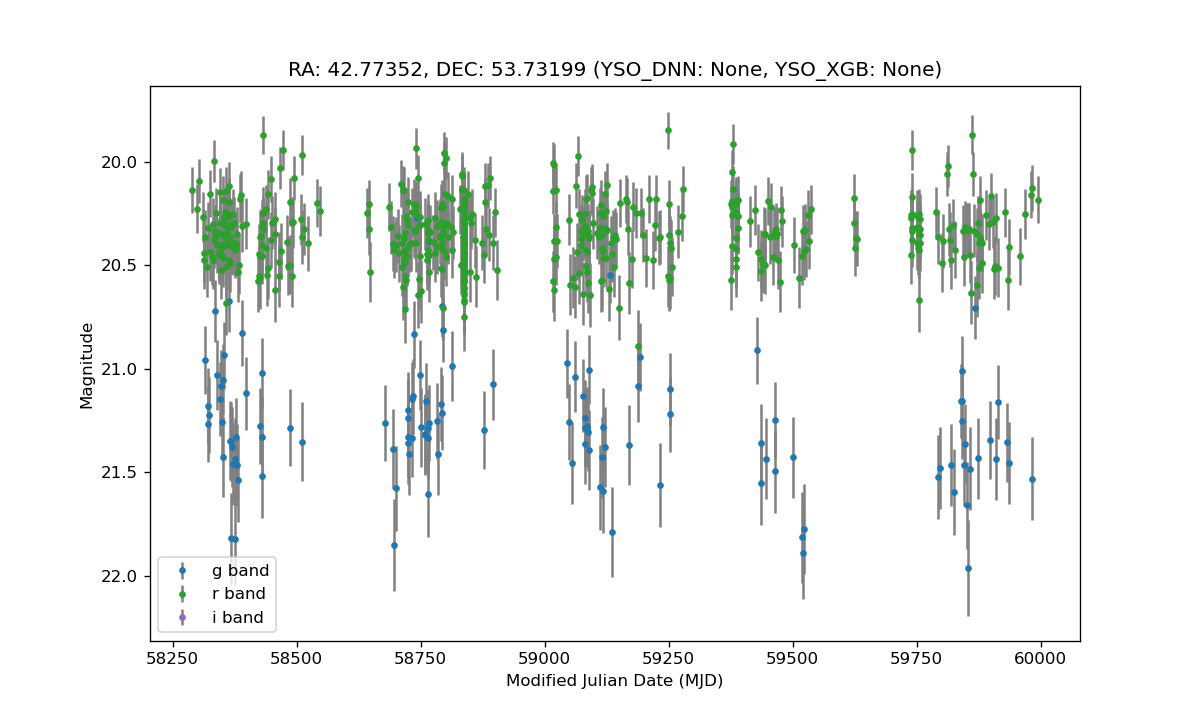 RA: 42.77352, DEC: 53.73199 (YSO_DNN: None, YSO_XGB: None)
20.0
20.5
21.0
21.5
22.0
Magnitude
g band
r band
i band
58250 58500 58750 59000 59250 59500 59750 60000
Modified Julian Date (MJD)